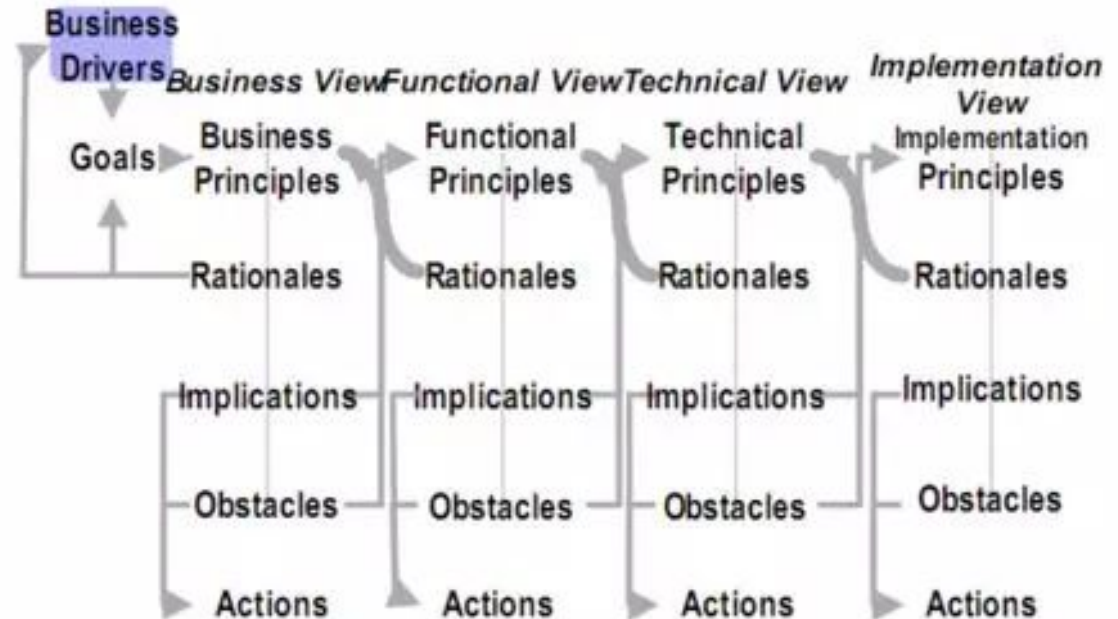 Business
Drivers
Business View Functional View Technical View Implementation
View
Goals Business
Principles Functional
Principles Technical
Principles Implementation
Principles
Rationales Rationales Rationales Rationales
Implications Implications Implications Implications
Obstacles Obstacles Obstacles Obstacles
Actions Actions Actions Actions